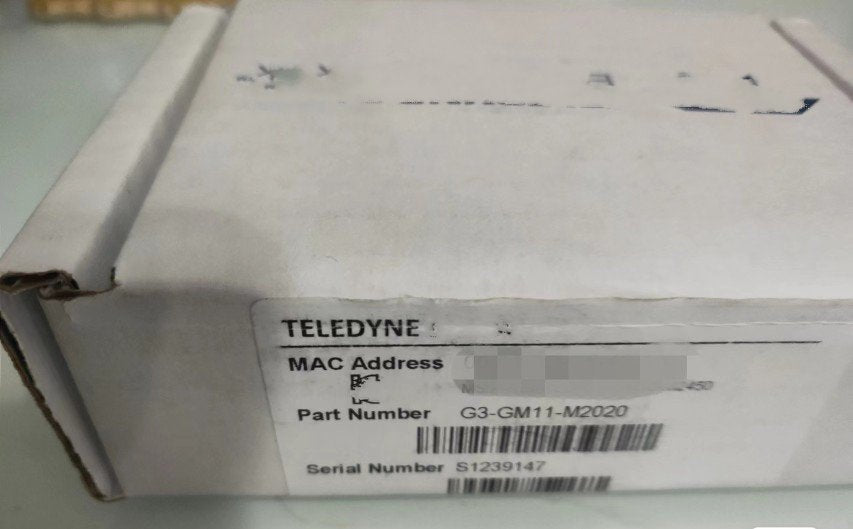 TELEDYNE
MAC Address
Part Number G3-GM11-M2020
Serial Number S1239147